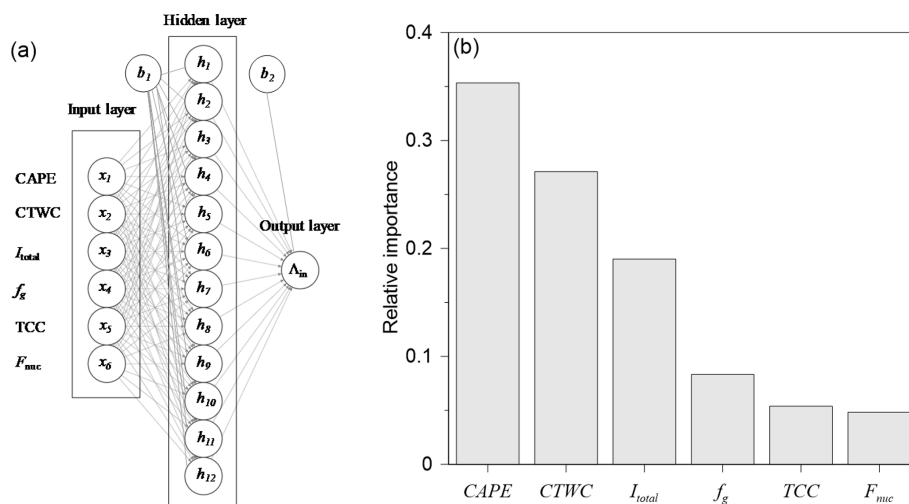 (a)
Hidden layer
Input layer
Output layer
b1
b2
CAPE
CTWC
Itotal
fg
TCC
Fnuc
x1
x2
x3
x4
x5
x6
h1
h2
h3
h4
h5
h6
h7
h8
h9
h10
h11
h12
Λin
(b)
Relative importance
0.4
0.3
0.2
0.1
0
CAPE CTWC Itotal fg TCC Fnuc